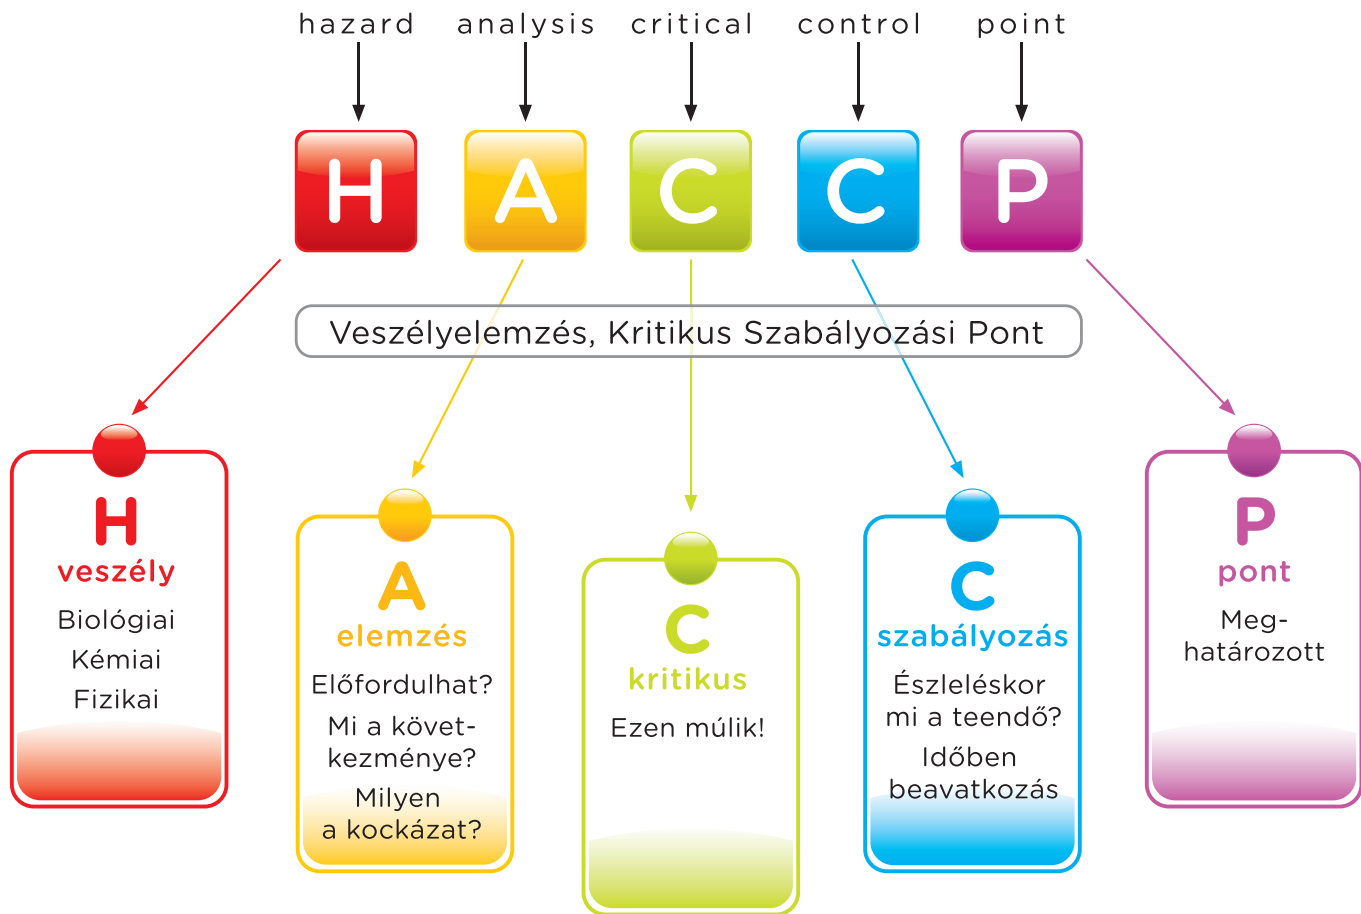 hazard analysis critical control point
H A C C P
Veszélyelemzés, Kritikus Szabályozási Pont
H
veszély
Biológiai
Kémiai
Fizikai
A
elemzés
Előfordulhat?
Mi a követ-
kezménye?
Milyen
a kockázat?
C
kritikus
Ezen múlik!
C
szabályozás
Észleléskor
mi a teendő?
Időben
beavatkozás
P
pont
Meg-
határozott